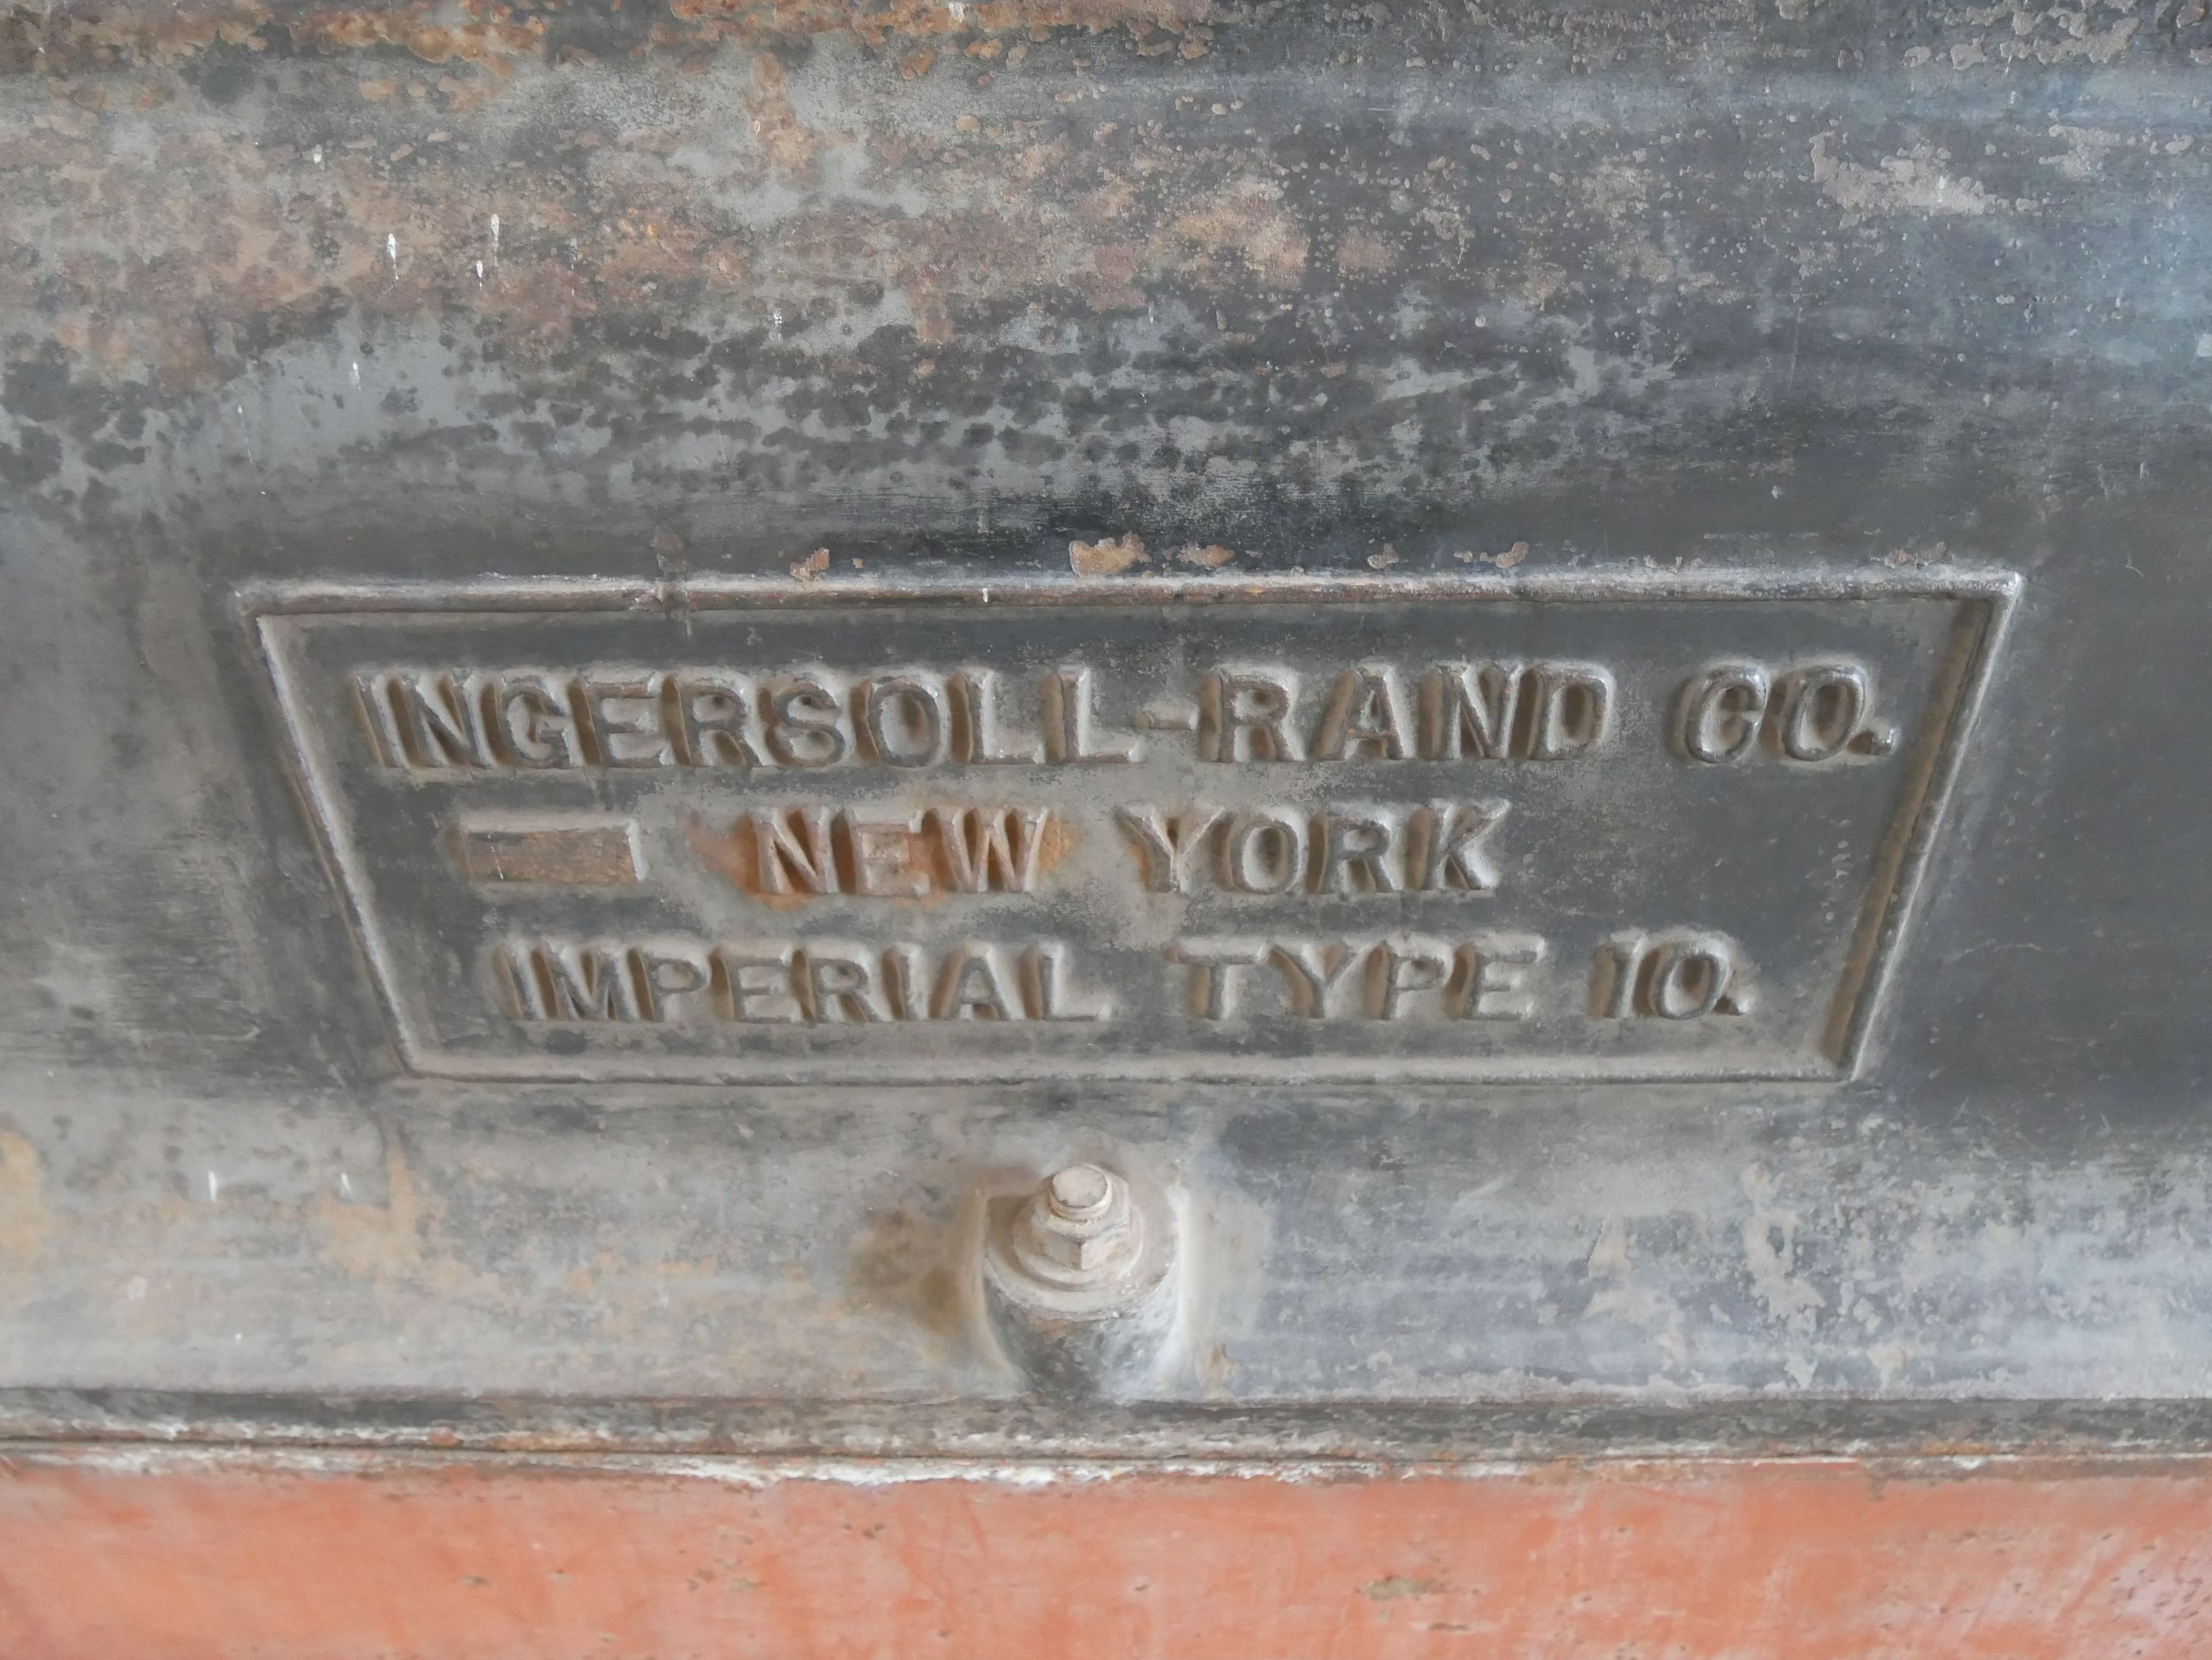 INGERSOLL-RAND CO.
NEW YORK
IMPERIAL TYPE 10.